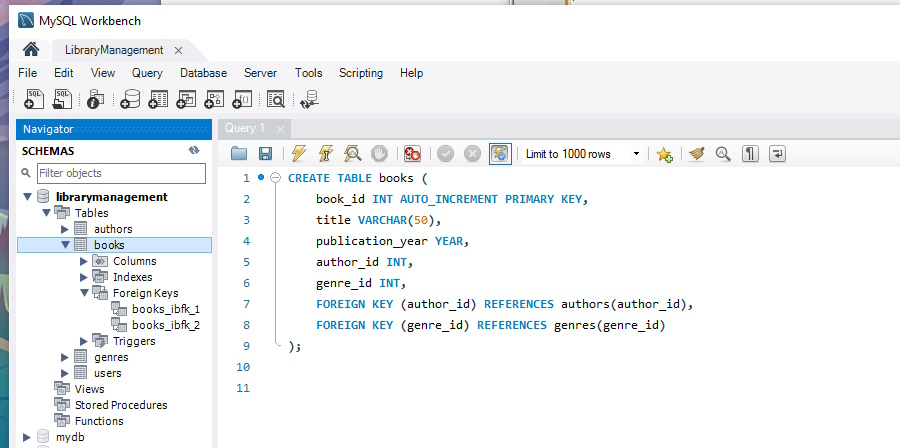 MySQL Workbench
LibraryManagement
File Edit View Query Database Server Tools Scripting Help
SQL SQL
Navigator
SCHEMAS
Filter objects
librarymanagement
Tables
authors
books
Columns
Indexes
Foreign Keys
books_ibfk_1
books_ibfk_2
Triggers
genres
users
Views
Stored Procedures
Functions
mydb
Query 1
Limit to 1000 rows
1 CREATE TABLE books (
2 book_id INT AUTO_INCREMENT PRIMARY KEY,
3 title VARCHAR(50),
4 publication_year YEAR,
5 author_id INT,
6 genre_id INT,
7 FOREIGN KEY (author_id) REFERENCES authors(author_id),
8 FOREIGN KEY (genre_id) REFERENCES genres(genre_id)
9 );
10
11